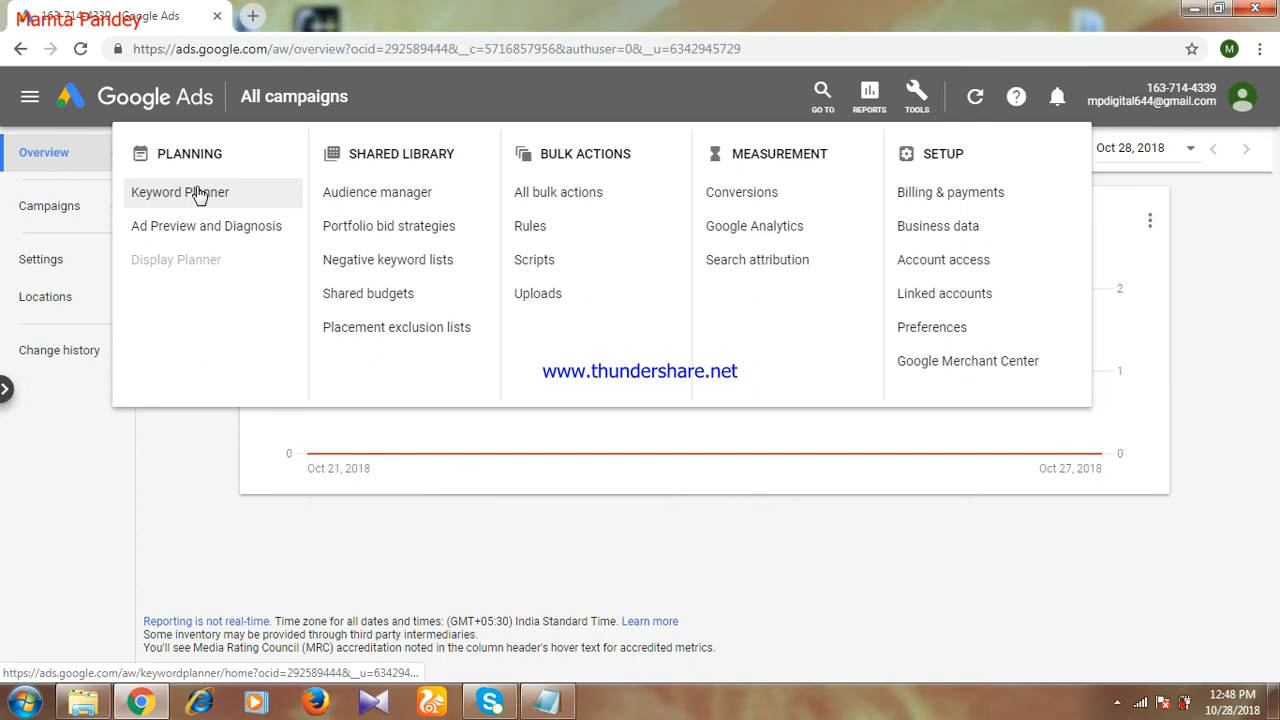 163-714-4339 - Google Ads
Manita Pandey
https://ads.google.com/aw/overview?ocid=292589444&__c=5716857956&authuser=0&__u=6342945729
M
Google Ads
All campaigns
GO TO
REPORTS
TOOLS
163-714-4339
mpdigital644@gmail.com
Overview
Campaigns
Settings
Locations
Change history
Oct 28, 2018
PLANNING
Keyword Planner
Ad Preview and Diagnosis
Display Planner
SHARED LIBRARY
Audience manager
Portfolio bid strategies
Negative keyword lists
Shared budgets
Placement exclusion lists
BULK ACTIONS
All bulk actions
Rules
Scripts
Uploads
MEASUREMENT
Conversions
Google Analytics
Search attribution
SETUP
Billing & payments
Business data
Account access
Linked accounts
Preferences
Google Merchant Center
www.thundershare.net
2
1
0
0
Oct 21, 2018
Oct 27, 2018
Reporting is not real-time. Time zone for all dates and times: (GMT+05:30) India Standard Time. Learn more
Some inventory may be provided through third party intermediaries.
You'll see Media Rating Council (MRC) accreditation noted in the column header's hover text for accredited metrics.
https://ads.google.com/aw/keywordplanner/home?ocid=292589444&__u=634294...
12:48 PM
10/28/2018